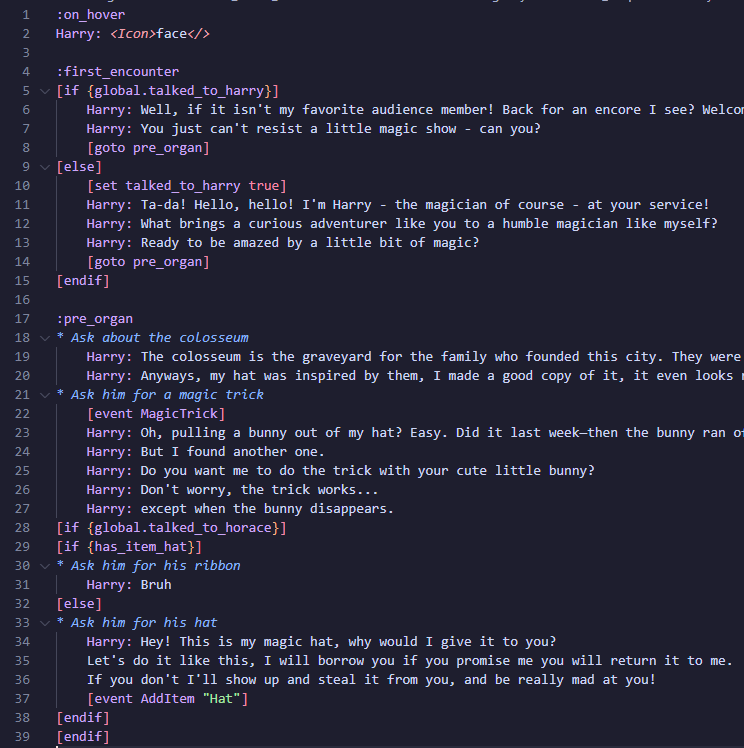 1 :on_hover
2 Harry: <Icon>face</>
3
4 :first_encounter
5 [if {global.talked_to_harry}]
6 Harry: Well, if it isn't my favorite audience member! Back for an encore I see? Welcom
7 Harry: You just can't resist a little magic show - can you?
8 [goto pre_organ]
9 [else]
10 [set talked_to_harry true]
11 Harry: Ta-da! Hello, hello! I'm Harry - the magician of course - at your service!
12 Harry: What brings a curious adventurer like you to a humble magician like myself?
13 Harry: Ready to be amazed by a little bit of magic?
14 [goto pre_organ]
15 [endif]
16
17 :pre_organ
18 * Ask about the colosseum
19 Harry: The colosseum is the graveyard for the family who founded this city. They were
20 Harry: Anyways, my hat was inspired by them, I made a good copy of it, it even looks
21 * Ask him for a magic trick
22 [event MagicTrick]
23 Harry: Oh, pulling a bunny out of my hat? Easy. Did it last week—then the bunny ran of
24 Harry: But I found another one.
25 Harry: Do you want me to do the trick with your cute little bunny?
26 Harry: Don't worry, the trick works...
27 Harry: except when the bunny disappears.
28 [if {global.talked_to_horace}]
29 [if {has_item_hat}]
30 * Ask him for his ribbon
31 Harry: Bruh
32 [else]
33 * Ask him for his hat
34 Harry: Hey! This is my magic hat, why would I give it to you?
35 Let's do it like this, I will borrow you if you promise me you will return it to me.
36 If you don't I'll show up and steal it from you, and be really mad at you!
37 [event AddItem "Hat"]
38 [endif]
39 [endif]